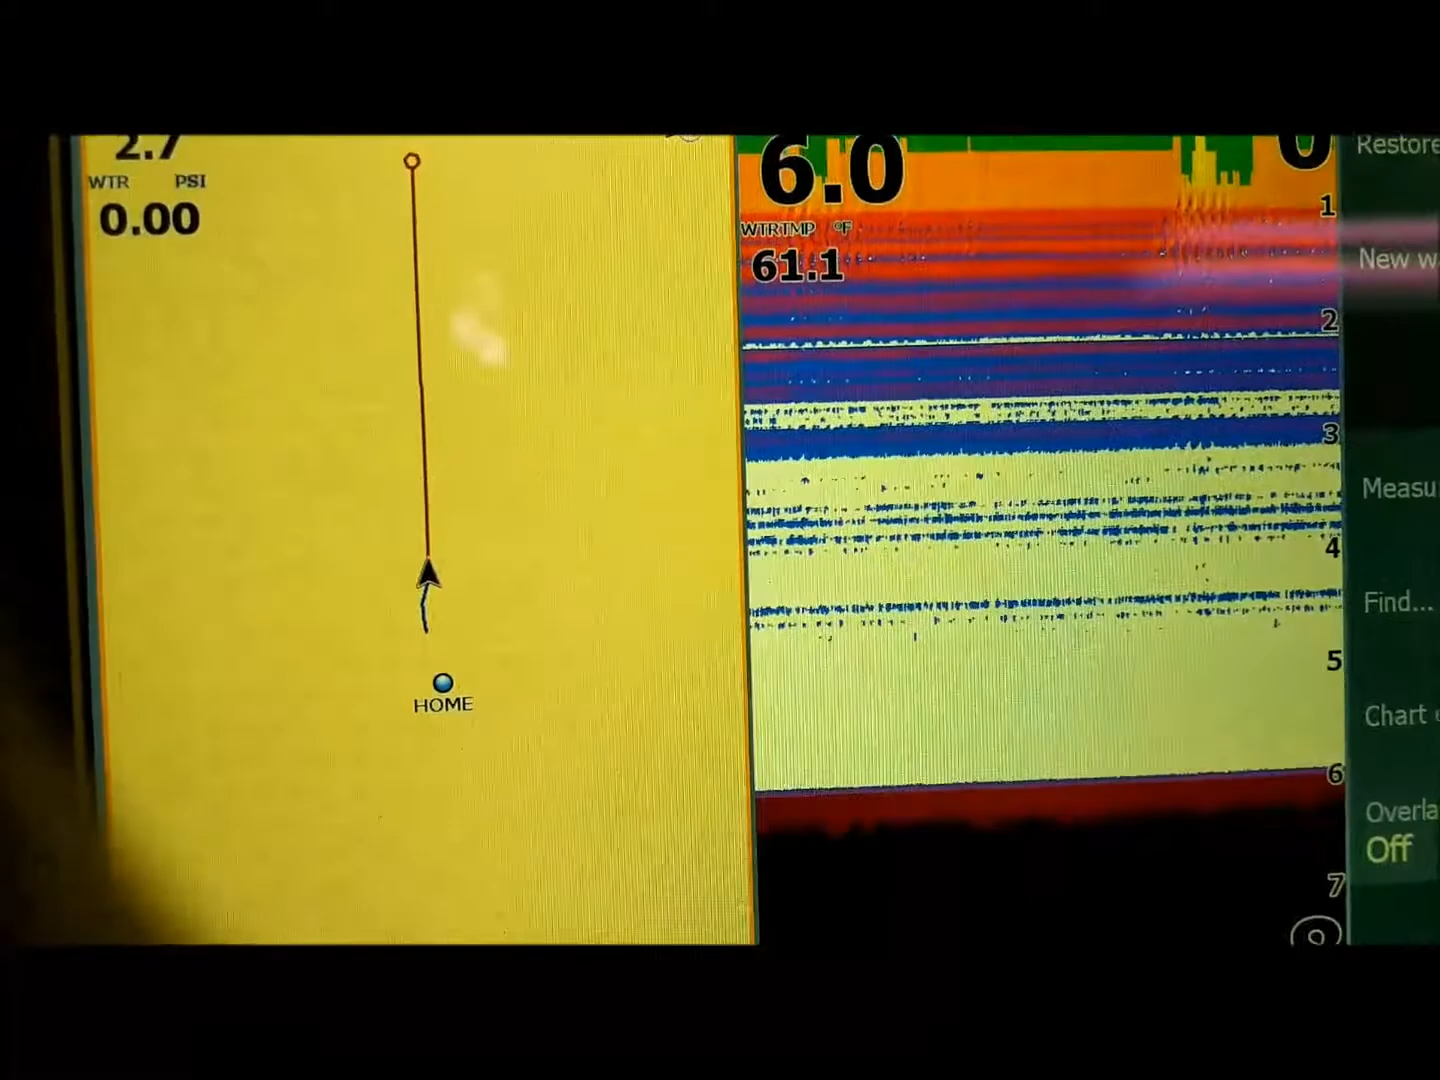 2.7
WTR PSI
0.00
HOME
6.0
WTRTMP °F
61.1
0
1
2
3
4
5
6
7
Restore
New w
Measu
Find...
Chart
Overla
Off